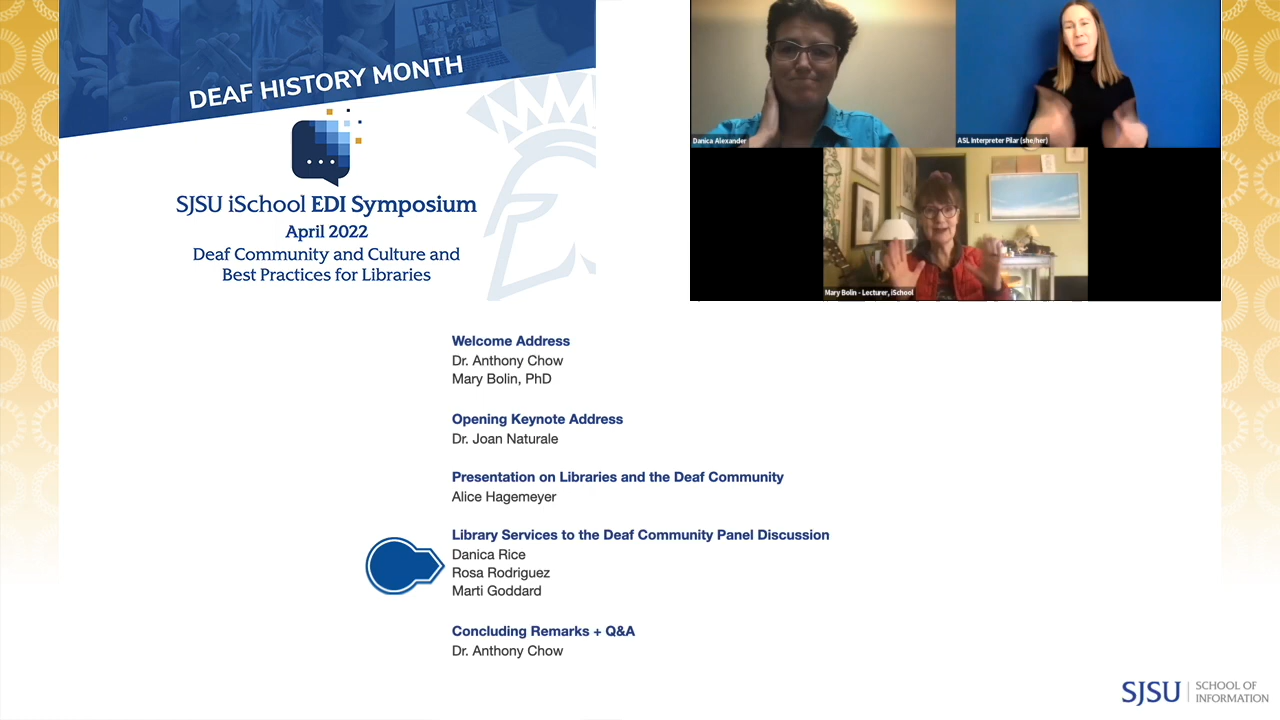 DEAF HISTORY MONTH
SJSU iSchool EDI Symposium
April 2022
Deaf Community and Culture and
Best Practices for Libraries
Danica Alexander
ASL Interpreter Pilar (she/her)
Mary Bolin - Lecturer, iSchool
Welcome Address
Dr. Anthony Chow
Mary Bolin, PhD
Opening Keynote Address
Dr. Joan Naturale
Presentation on Libraries and the Deaf Community
Alice Hagemeyer
Library Services to the Deaf Community Panel Discussion
Danica Rice
Rosa Rodriguez
Marti Goddard
Concluding Remarks + Q&A
Dr. Anthony Chow
SJSU
SCHOOL OF
INFORMATION